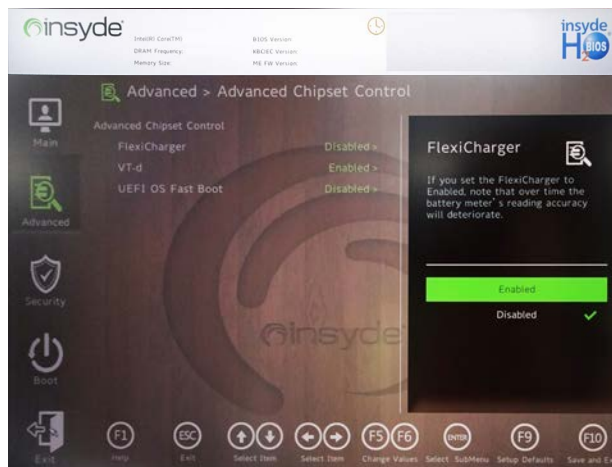 insyde
Intel(R) Core(TM)
DRAM Frequency:
Memory Size:
BIOS Version:
KBC/EC Version:
ME FW Version:
insyde
H2O BIOS
Advanced > Advanced Chipset Control
Main
Advanced
Security
Boot
Exit
Advanced Chipset Control
FlexiCharger Disabled >
VT-d Enabled >
UEFI OS Fast Boot Disabled >
insyde
FlexiCharger
If you set the FlexiCharger to
Enabled, note that over time the
battery meter's reading accuracy
will deteriorate.
Enabled
Disabled
F1
Help
ESC
Exit
Select Item
Select Item
F5 F6
Change Values
ENTER
Select SubMenu
F9
Setup Defaults
F10
Save and